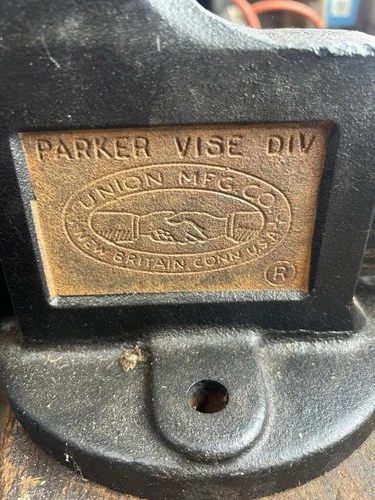 PARKER VISE DIV
UNION MFG. CO.
NEW BRITAIN, CONN. U.S.A.
®